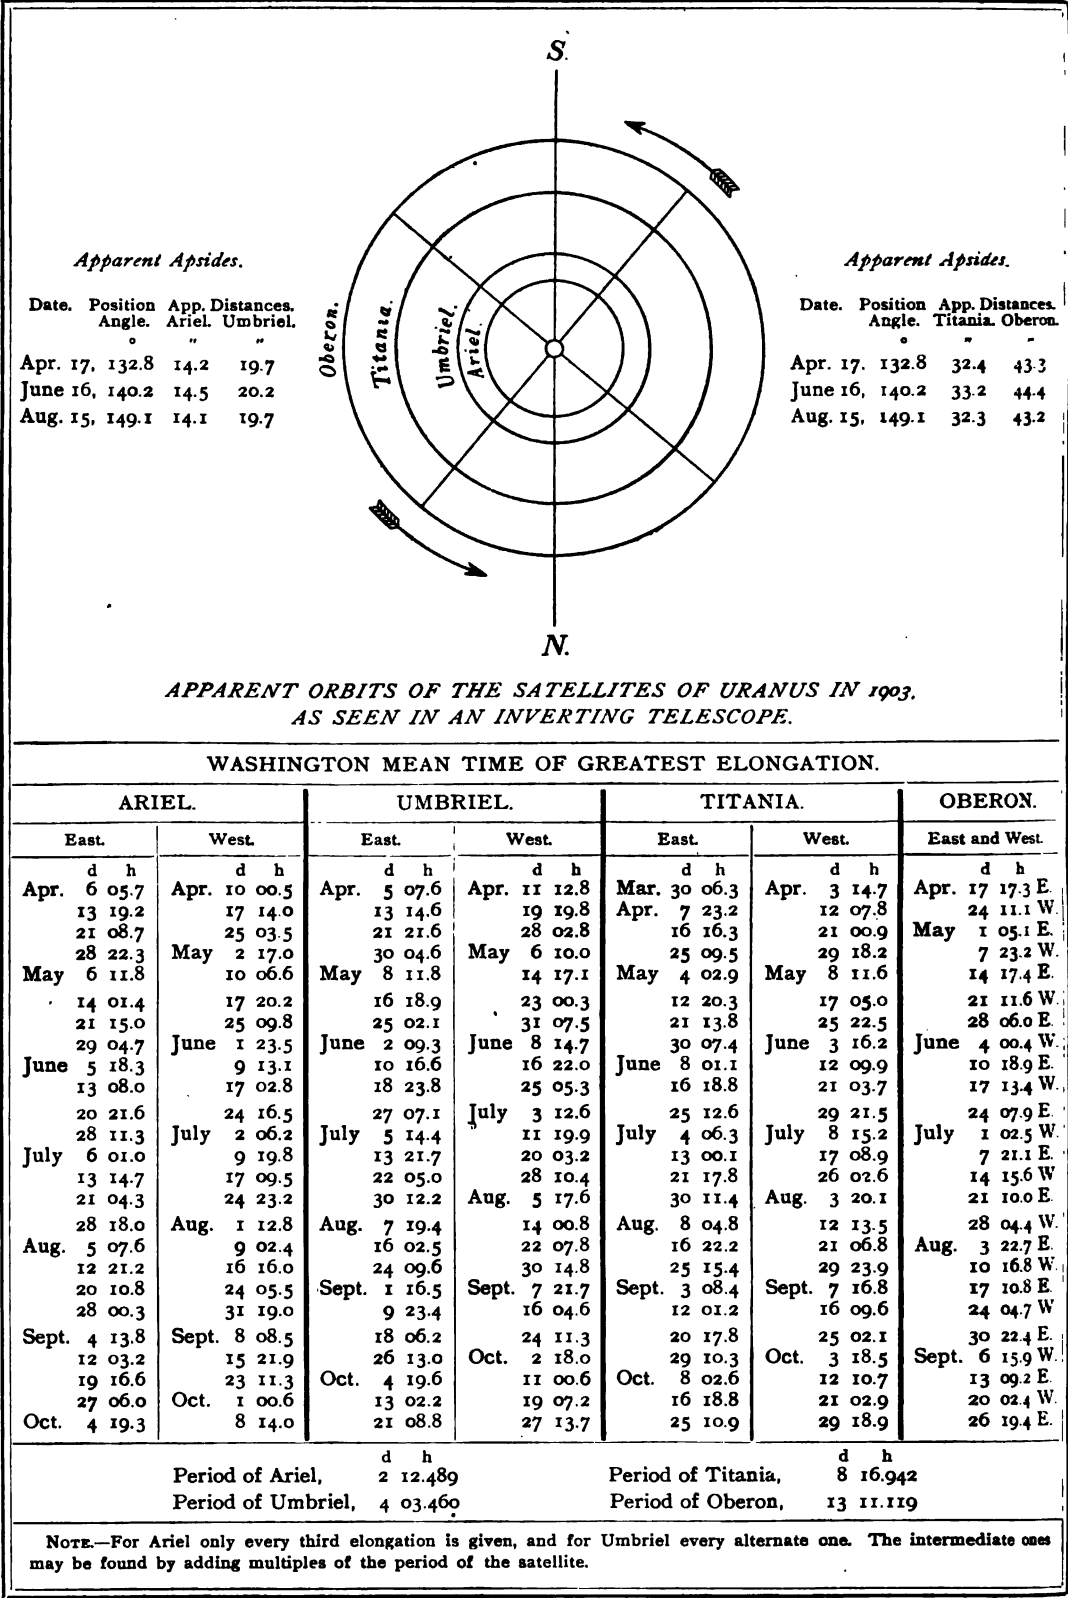 S.
Apparent Apsides.
Date. Position Angle. App. Distances. Ariel. Umbriel.
° " "
Apr. 17, 132.8 14.2 19.7
June 16, 140.2 14.5 20.2
Aug. 15, 149.1 14.1 19.7
Oberon.
Titania.
Umbriel.
Ariel.
Apparent Apsides.
Date. Position Angle. App. Distances. Titania. Oberon.
° " "
Apr. 17. 132.8 32.4 43.3
June 16, 140.2 33.2 44.4
Aug. 15, 149.1 32.3 43.2
N.
APPARENT ORBITS OF THE SATELLITES OF URANUS IN 1903,
AS SEEN IN AN INVERTING TELESCOPE.
WASHINGTON MEAN TIME OF GREATEST ELONGATION.
ARIEL. UMBRIEL. TITANIA. OBERON.
East. West. East. West. East. West. East and West.
d h d h d h d h d h d h d h
Apr. 6 05.7 Apr. 10 00.5 Apr. 5 07.6 Apr. 11 12.8 Mar. 30 06.3 Apr. 3 14.7 Apr. 17 17.3 E.
13 19.2 17 14.0 13 14.6 19 19.8 Apr. 7 23.2 12 07.8 24 11.1 W.
21 08.7 25 03.5 21 21.6 28 02.8 16 16.3 21 00.9 May 1 05.1 E.
28 22.3 May 2 17.0 30 04.6 May 6 10.0 25 09.5 29 18.2 7 23.2 W.
May 6 11.8 10 06.6 May 8 11.8 14 17.1 May 4 02.9 May 8 11.6 14 17.4 E.
14 01.4 17 20.2 16 18.9 23 00.3 12 20.3 17 05.0 21 11.6 W.
21 15.0 25 09.8 25 02.1 31 07.5 21 13.8 25 22.5 28 06.0 E.
29 04.7 June 1 23.5 June 2 09.3 June 8 14.7 30 07.4 June 3 16.2 June 4 00.4 W.
June 5 18.3 9 13.1 10 16.6 16 22.0 June 8 01.1 12 09.9 10 18.9 E.
13 08.0 17 02.8 18 23.8 25 05.3 16 18.8 21 03.7 17 13.4 W.
20 21.6 24 16.5 27 07.1 July 3 12.6 25 12.6 29 21.5 24 07.9 E.
28 11.3 July 2 06.2 July 5 14.4 11 19.9 July 4 06.3 July 8 15.2 July 1 02.5 W.
July 6 01.0 9 19.8 13 21.7 20 03.2 13 00.1 17 08.9 7 21.1 E.
13 14.7 17 09.5 22 05.0 28 10.4 21 17.8 26 02.6 14 15.6 W
21 04.3 24 23.2 30 12.2 Aug. 5 17.6 30 11.4 Aug. 3 20.1 21 10.0 E.
28 18.0 Aug. 1 12.8 Aug. 7 19.4 14 00.8 Aug. 8 04.8 12 13.5 28 04.4 W.
Aug. 5 07.6 9 02.4 16 02.5 22 07.8 16 22.2 21 06.8 Aug. 3 22.7 E.
12 21.2 16 16.0 24 09.6 30 14.8 25 15.4 29 23.9 10 16.8 W.
20 10.8 24 05.5 Sept. 1 16.5 Sept. 7 21.7 Sept. 3 08.4 Sept. 7 16.8 17 10.8 E.
28 00.3 31 19.0 9 23.4 16 04.6 12 01.2 16 09.6 24 04.7 W
Sept. 4 13.8 Sept. 8 08.5 18 06.2 24 11.3 20 17.8 25 02.1 30 22.4 E.
12 03.2 15 21.9 26 13.0 Oct. 2 18.0 29 10.3 Oct. 3 18.5 Sept. 6 15.9 W.
19 16.6 23 11.3 Oct. 4 19.6 11 00.6 Oct. 8 02.6 12 10.7 13 09.2 E.
27 06.0 Oct. 1 00.6 13 02.2 19 07.2 16 18.8 21 02.9 20 02.4 W.
Oct. 4 19.3 8 14.0 21 08.8 27 13.7 25 10.9 29 18.9 26 19.4 E.
d h d h
Period of Ariel, 2 12.489 Period of Titania, 8 16.942
Period of Umbriel, 4 03.460 Period of Oberon, 13 11.119
NOTE.—For Ariel only every third elongation is given, and for Umbriel every alternate one. The intermediate ones
may be found by adding multiples of the period of the satellite.